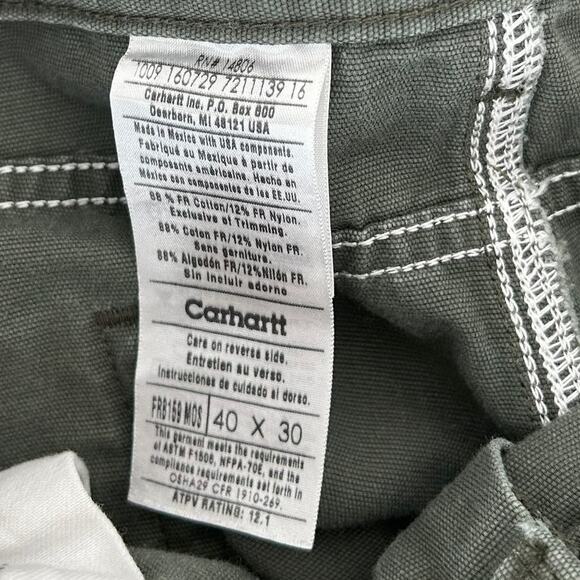 RN# 14806
1009 160729 7211139 16
Carhartt Inc. P.O. Box 600
Dearborn, MI 48121 USA
Made in Mexico with USA components.
Fabriqué au Mexique à partir de
composants américaine. Hecho en
México con componentes de los EE.UU.
88 % FR Cotton/12% FR Nylon.
Exclusive of Trimming.
88% Coton FR/12% Nylon FR.
Sans garniture.
88% Algodón FR/12% Nilón FR.
Sin incluir adorno
Carhartt
Care on reverse side.
Entretien au verso.
Instrucciones de cuidado al dorso.
FRB159 MOS 40 X 30
This garment meets the requirements
of ASTM F1506, NFPA-70E, and the
compliance requirements set forth in
OSHA29 CFR 1910-269.
ATPV RATING: 12.1